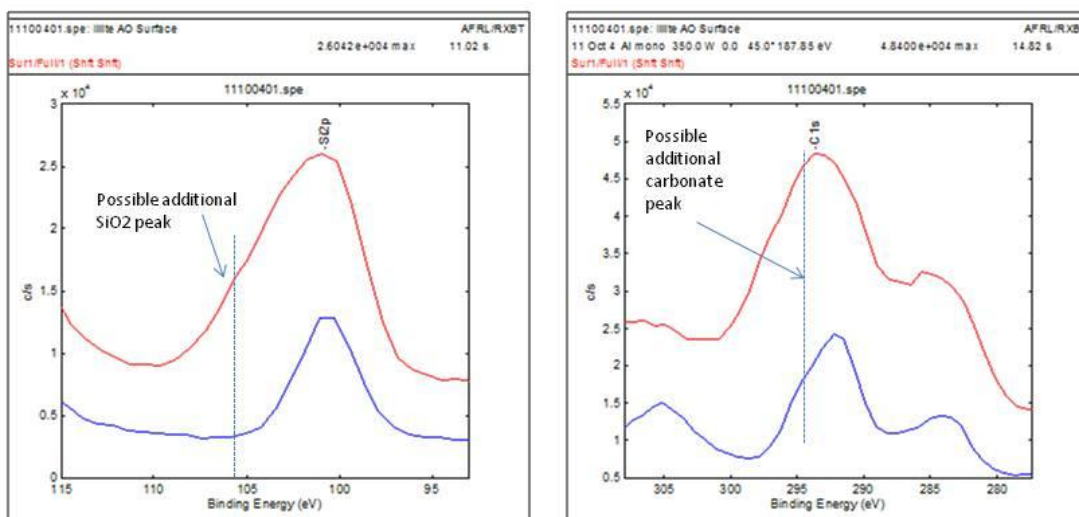 11100401.spe: Illite AO Surface AFRL/RXBT
2.6042e+004 max 11.02 s
Sur1/Full/1 (Shft Shft)
x 10⁴ 11100401.spe
3
2.5
2
1.5
1
0.5
0
c/s
-Si2p
Possible additional
SiO2 peak
115 110 105 100 95
Binding Energy (eV)
11100401.spe: Illite AO Surface AFRL/RXB
11 Oct 4 Al mono 350.0 W 0.0 45.0° 187.85 eV 4.8400e+004 max 14.82 s
Sur1/Full/1 (Shft Shft)
x 10⁴ 11100401.spe
5.5
5
4.5
4
3.5
3
2.5
2
1.5
1
0.5
c/s
-C1s
Possible
additional
carbonate
peak
305 300 295 290 285 280
Binding Energy (eV)